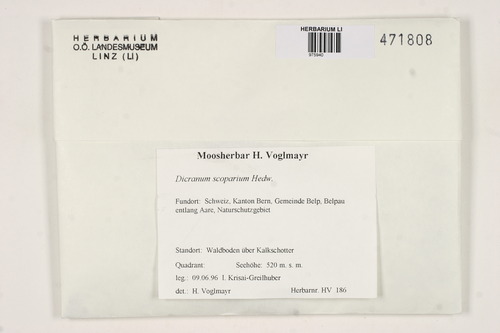 HERBARIUM
O.Ö. LANDESMUSEUM
LINZ (LI)
HERBARIUM LI
975940
471808
Moosherbar H. Voglmayr
Dicranum scoparium Hedw.
Fundort: Schweiz, Kanton Bern, Gemeinde Belp, Belpau
entlang Aare, Naturschutzgebiet
Standort: Waldboden über Kalkschotter
Quadrant: Seehöhe: 520 m. s. m.
leg.: 09.06.96 I. Krisai-Greilhuber
det.: H. Voglmayr Herbarnr. HV 186